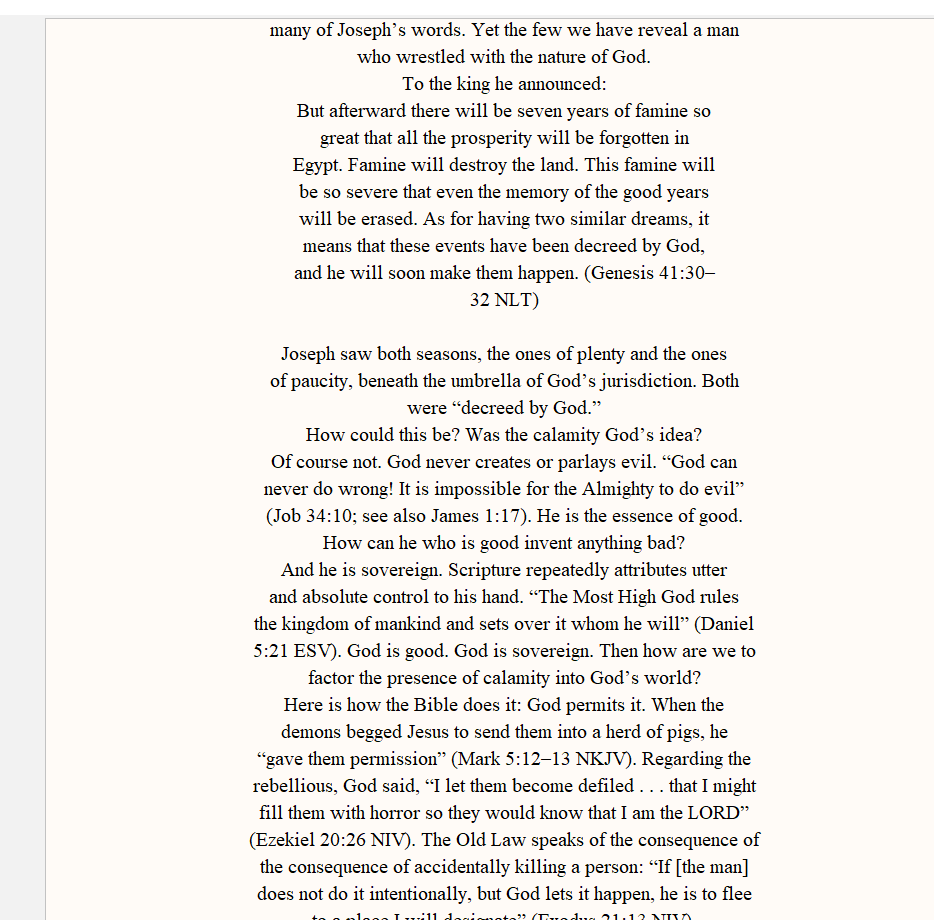 many of Joseph’s words. Yet the few we have reveal a man
who wrestled with the nature of God.
To the king he announced:
But afterward there will be seven years of famine so
great that all the prosperity will be forgotten in
Egypt. Famine will destroy the land. This famine will
be so severe that even the memory of the good years
will be erased. As for having two similar dreams, it
means that these events have been decreed by God,
and he will soon make them happen. (Genesis 41:30–
32 NLT)
Joseph saw both seasons, the ones of plenty and the ones
of paucity, beneath the umbrella of God’s jurisdiction. Both
were “decreed by God.”
How could this be? Was the calamity God’s idea?
Of course not. God never creates or parlays evil. “God can
never do wrong! It is impossible for the Almighty to do evil”
(Job 34:10; see also James 1:17). He is the essence of good.
How can he who is good invent anything bad?
And he is sovereign. Scripture repeatedly attributes utter
and absolute control to his hand. “The Most High God rules
the kingdom of mankind and sets over it whom he will” (Daniel
5:21 ESV). God is good. God is sovereign. Then how are we to
factor the presence of calamity into God’s world?
Here is how the Bible does it: God permits it. When the
demons begged Jesus to send them into a herd of pigs, he
“gave them permission” (Mark 5:12–13 NKJV). Regarding the
rebellious, God said, “I let them become defiled . . . that I might
fill them with horror so they would know that I am the LORD”
(Ezekiel 20:26 NIV). The Old Law speaks of the consequence of
the consequence of accidentally killing a person: “If [the man]
does not do it intentionally, but God lets it happen, he is to flee
to a place I will designate” (Exodus 21:13 NIV)